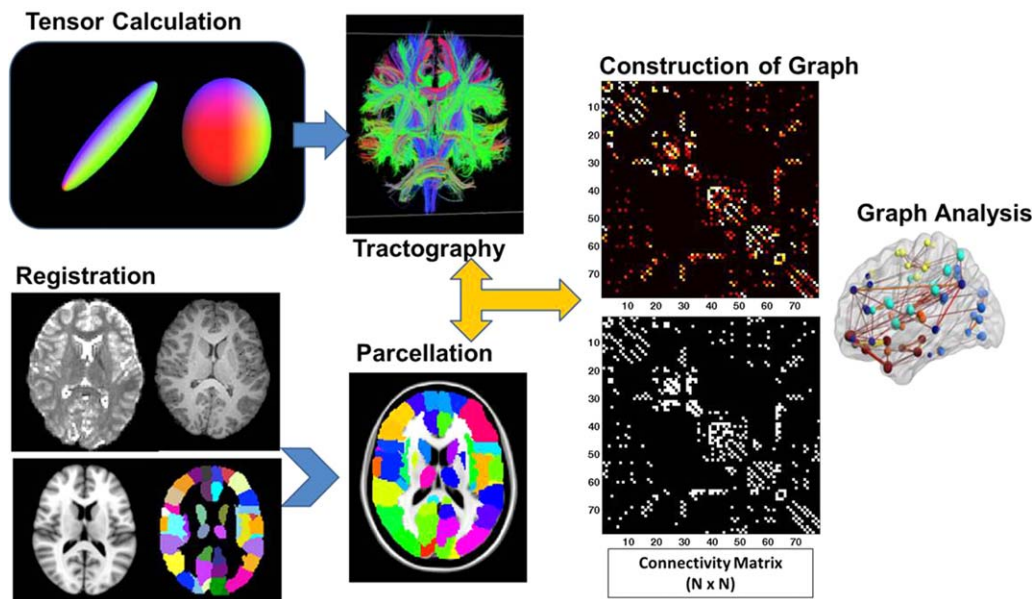 Tensor Calculation
Tractography
Registration
Parcellation
Construction of Graph
10
20
30
40
50
60
70
10 20 30 40 50 60 70
10
20
30
40
50
60
70
10 20 30 40 50 60 70
Connectivity Matrix
(N x N)
Graph Analysis